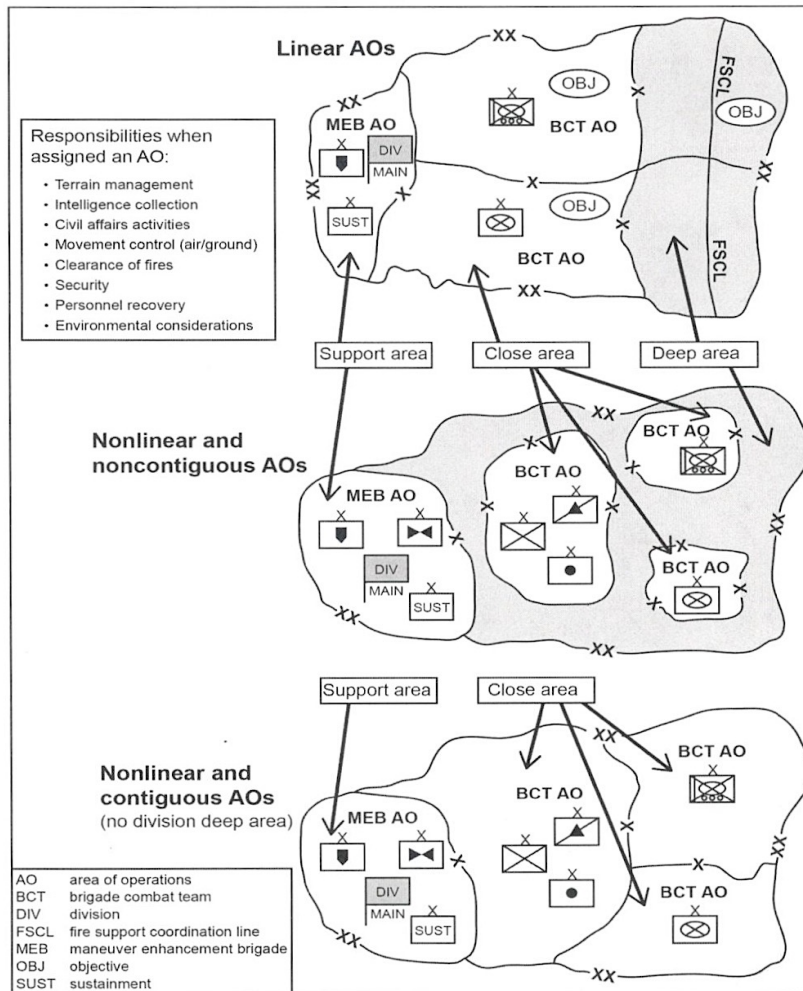 Linear AOs
XX
XX
XX
XX
XX
X
X
X
X
Responsibilities when
assigned an AO:
• Terrain management
• Intelligence collection
• Civil affairs activities
• Movement control (air/ground)
• Clearance of fires
• Security
• Personnel recovery
• Environmental considerations
MEB AO
X
DIV
MAIN
X
SUST
X
OBJ
BCT AO
X
OBJ
BCT AO
FSCL
OBJ
FSCL
Support area
Close area
Deep area
Nonlinear and
noncontiguous AOs
XX
XX
XX
XX
MEB AO
X
X
X
DIV
MAIN
X
SUST
X
BCT AO
X
X
X
X
X
X
BCT AO
X
X
X
X
BCT AO
X
X
X
X
Support area
Close area
Nonlinear and
contiguous AOs
(no division deep area)
XX
XX
XX
XX
MEB AO
X
X
X
DIV
MAIN
X
SUST
BCT AO
X
X
X
X
BCT AO
X
X
BCT AO
X
AO area of operations
BCT brigade combat team
DIV division
FSCL fire support coordination line
MEB maneuver enhancement brigade
OBJ objective
SUST sustainment